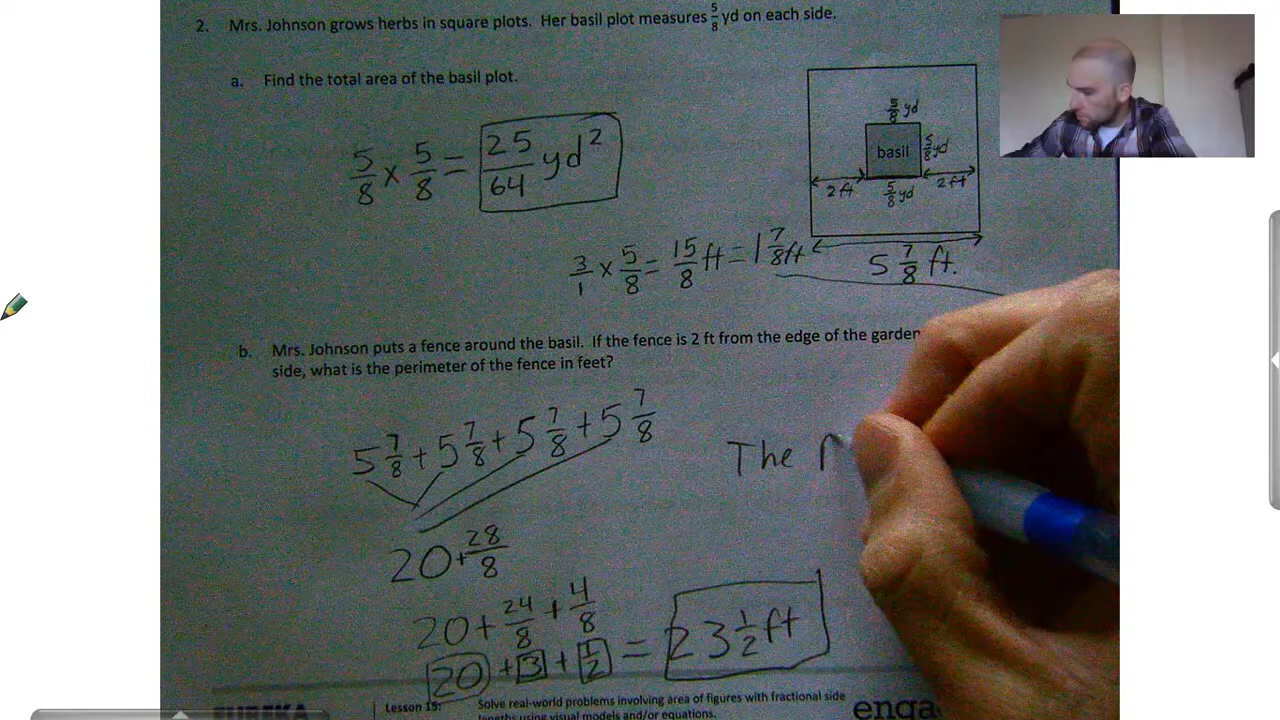 2. Mrs. Johnson grows herbs in square plots. Her basil plot measures 5/8 yd on each side.
a. Find the total area of the basil plot.
5/8 × 5/8 = 25/64 yd²
5/8 yd
basil
5/8 yd
2 ft
5/8 yd
2 ft
3/1 × 5/8 = 15/8 ft = 1 7/8 ft
5 7/8 ft.
b. Mrs. Johnson puts a fence around the basil. If the fence is 2 ft from the edge of the garden
side, what is the perimeter of the fence in feet?
5 7/8 + 5 7/8 + 5 7/8 + 5 7/8
The
20 + 28/8
20 + 24/8 + 4/8
20 + 3 + 1/2 = 23 1/2 ft
EUREKA
Lesson 15:
Solve real-world problems involving area of figures with fractional side
lengths using visual models and/or equations.